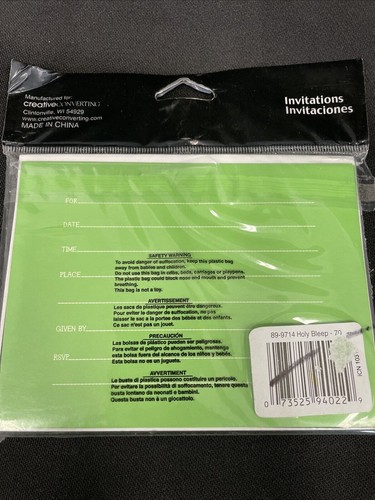 Manufactured for:
creativeCONVERTING
Clintonville, WI 54929
www.creativeconverting.com
MADE IN CHINA
Invitations
Invitaciones
FOR
DATE
TIME
PLACE
GIVEN BY
RSVP
SAFETY WARNING
To avoid danger of suffocation, keep this plastic bag
away from babies and children.
Do not use this bag in cribs, beds, carriages or playpens.
The plastic bag could block nose and mouth and prevent
breathing.
This bag is not a toy.
AVERTISSEMENT
Les sacs de plastique peuvent être dangereux.
Pour eviter le danger de suffocation, ne pas
laisser le sac a la portee des bébés et des enfants.
Ce sac n'est pas un jouet.
PRECAUCIÓN
Las bolsas de plástico pueden ser peligrosas.
Para evitar el peligro de ahogamiento, mantenga
esta bolsa fuera del alcance de los niños y bebés.
Esta bolsa no es un juguete.
AVVERTIMENTO
Le buste di plastica possono costituire un pericolo.
Per evitare la possibilità di soffocamento, tenere questa
busta lontano da neonati e bambini.
Questa busta non è un giocattolo.
89-9714 Holy Bleep -
ICN 103
0 73525 94022 9